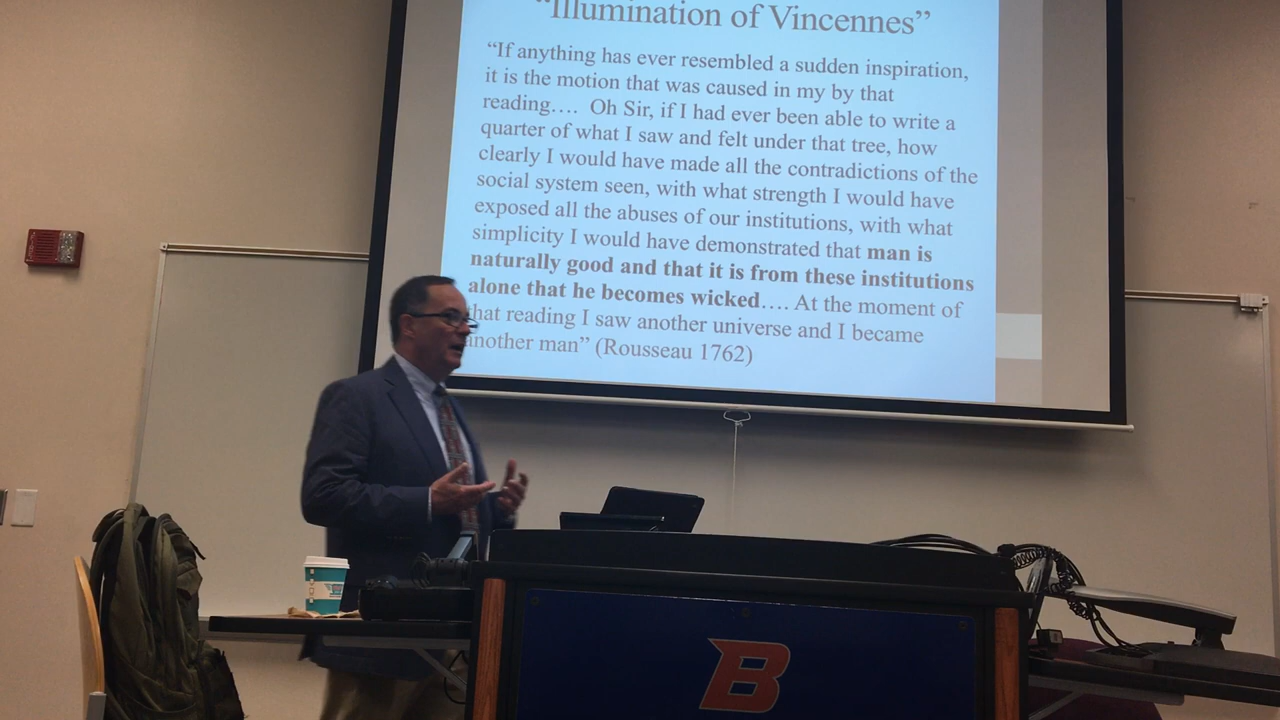 “Illumination of Vincennes”
“If anything has ever resembled a sudden inspiration,
it is the motion that was caused in my by that
reading…. Oh Sir, if I had ever been able to write a
quarter of what I saw and felt under that tree, how
clearly I would have made all the contradictions of the
social system seen, with what strength I would have
exposed all the abuses of our institutions, with what
simplicity I would have demonstrated that man is
naturally good and that it is from these institutions
alone that he becomes wicked…. At the moment of
that reading I saw another universe and I became
another man” (Rousseau 1762)
B